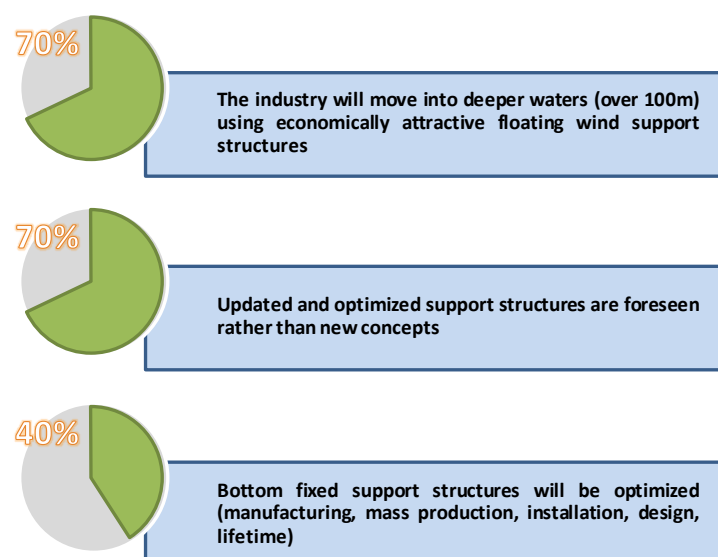 70%
The industry will move into deeper waters (over 100m)
using economically attractive floating wind support
structures
70%
Updated and optimized support structures are foreseen
rather than new concepts
40%
Bottom fixed support structures will be optimized
(manufacturing, mass production, installation, design,
lifetime)